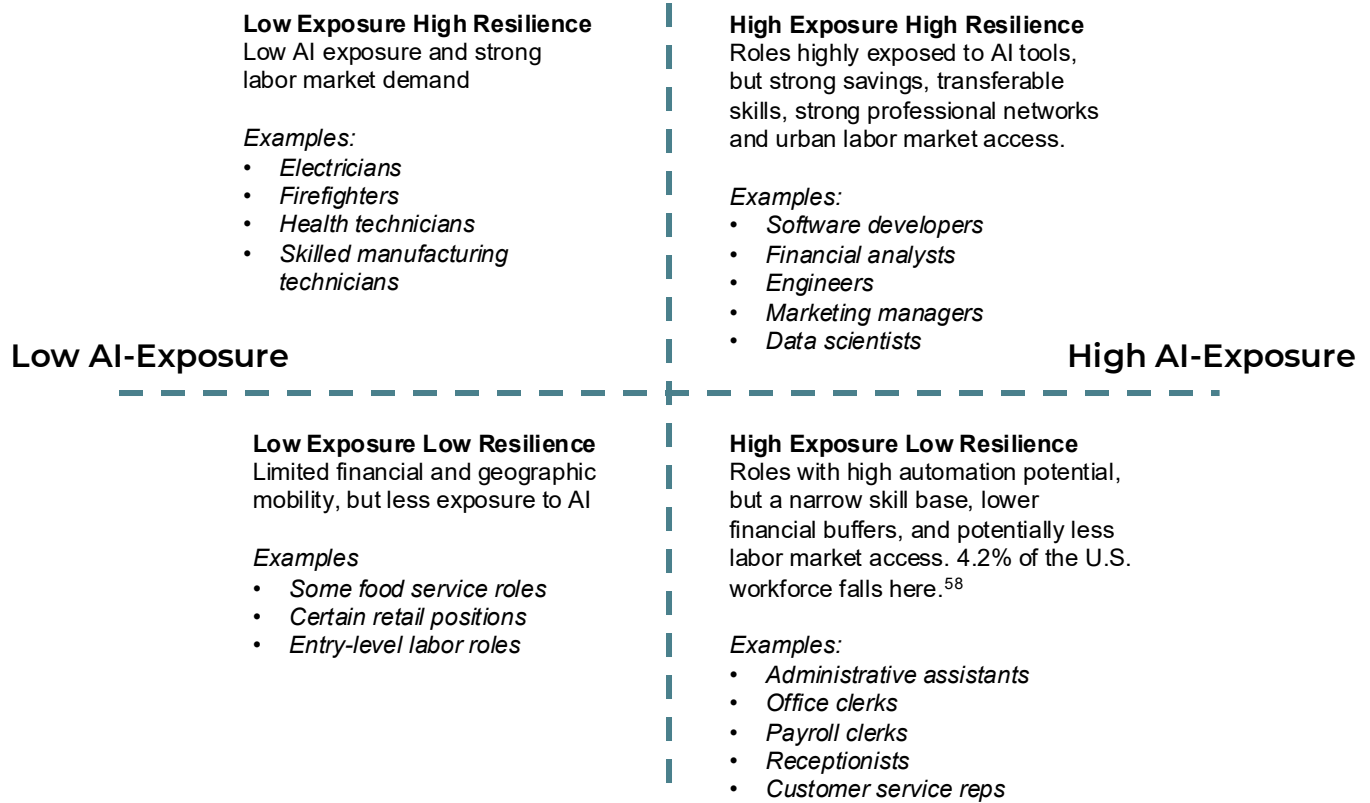 Low Exposure High Resilience
Low AI exposure and strong
labor market demand
Examples:
• Electricians
• Firefighters
• Health technicians
• Skilled manufacturing
technicians
High Exposure High Resilience
Roles highly exposed to AI tools,
but strong savings, transferable
skills, strong professional networks
and urban labor market access.
Examples:
• Software developers
• Financial analysts
• Engineers
• Marketing managers
• Data scientists
Low AI-Exposure
High AI-Exposure
Low Exposure Low Resilience
Limited financial and geographic
mobility, but less exposure to AI
Examples
• Some food service roles
• Certain retail positions
• Entry-level labor roles
High Exposure Low Resilience
Roles with high automation potential,
but a narrow skill base, lower
financial buffers, and potentially less
labor market access. 4.2% of the U.S.
workforce falls here.⁵⁸
Examples:
• Administrative assistants
• Office clerks
• Payroll clerks
• Receptionists
• Customer service reps